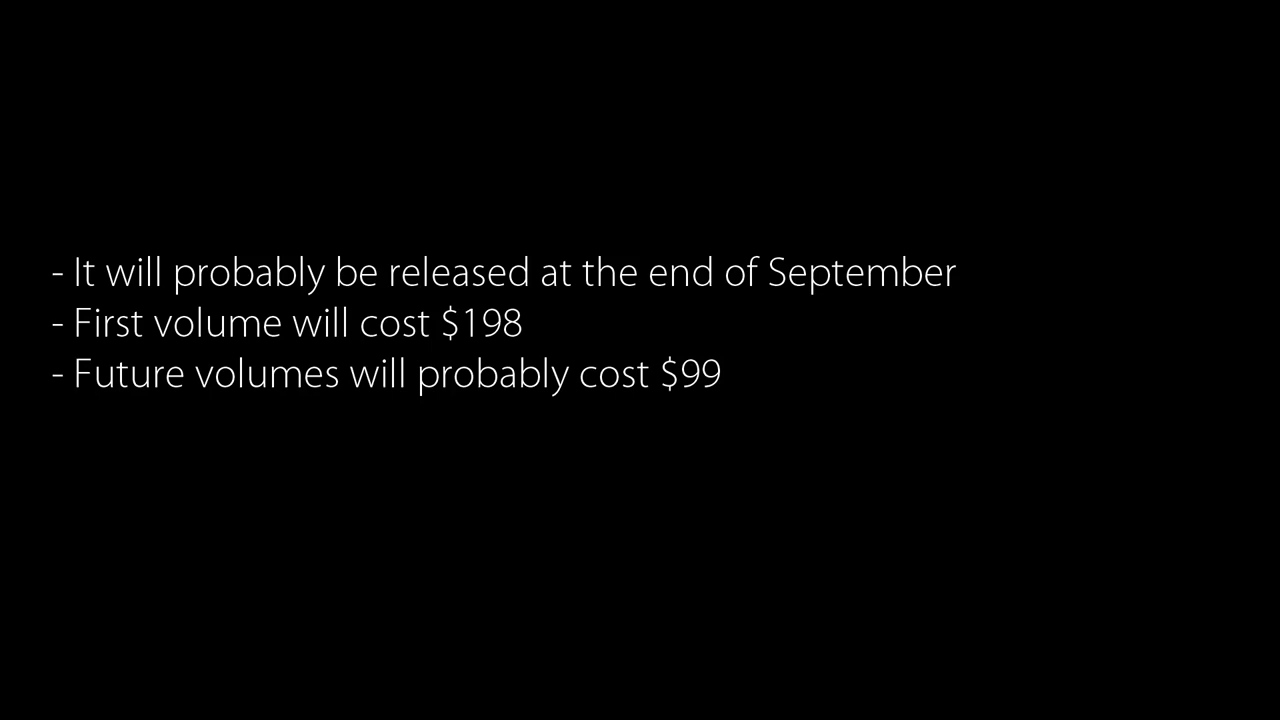 - It will probably be released at the end of September
- First volume will cost $198
- Future volumes will probably cost $99